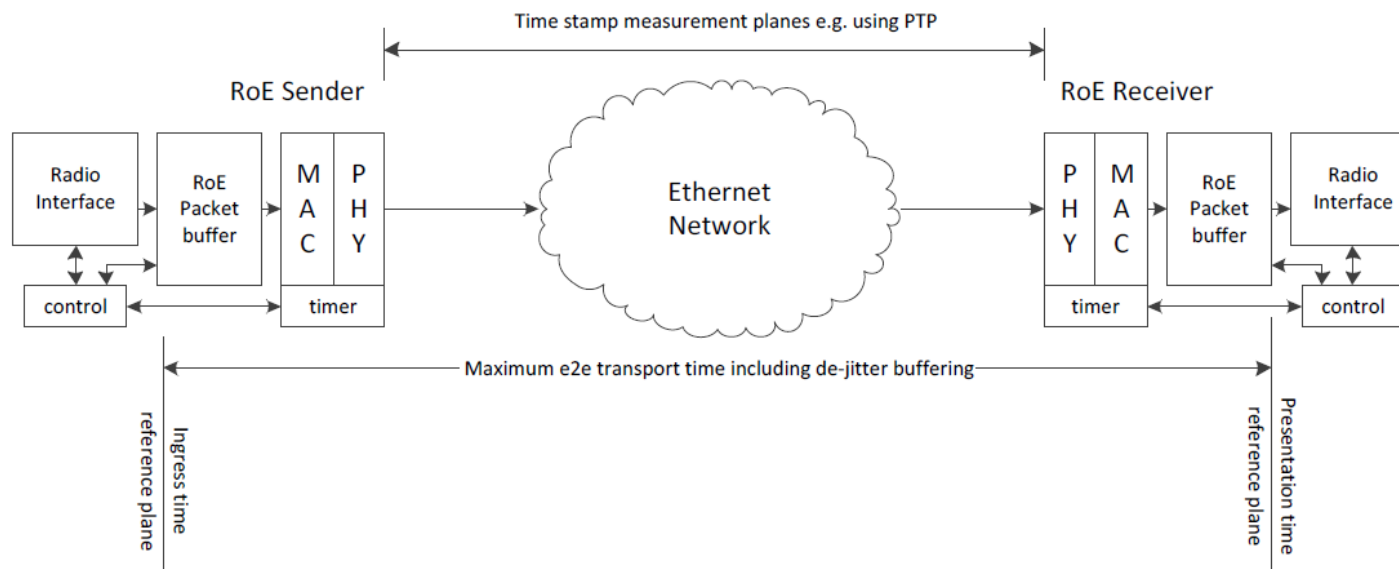 Time stamp measurement planes e.g. using PTP
RoE Sender
RoE Receiver
Radio
Interface
RoE
Packet
buffer
M
A
C
P
H
Y
control
timer
Ethernet
Network
P
H
Y
M
A
C
RoE
Packet
buffer
Radio
Interface
timer
control
Maximum e2e transport time including de-jitter buffering
Ingress time
reference plane
Presentation time
reference plane